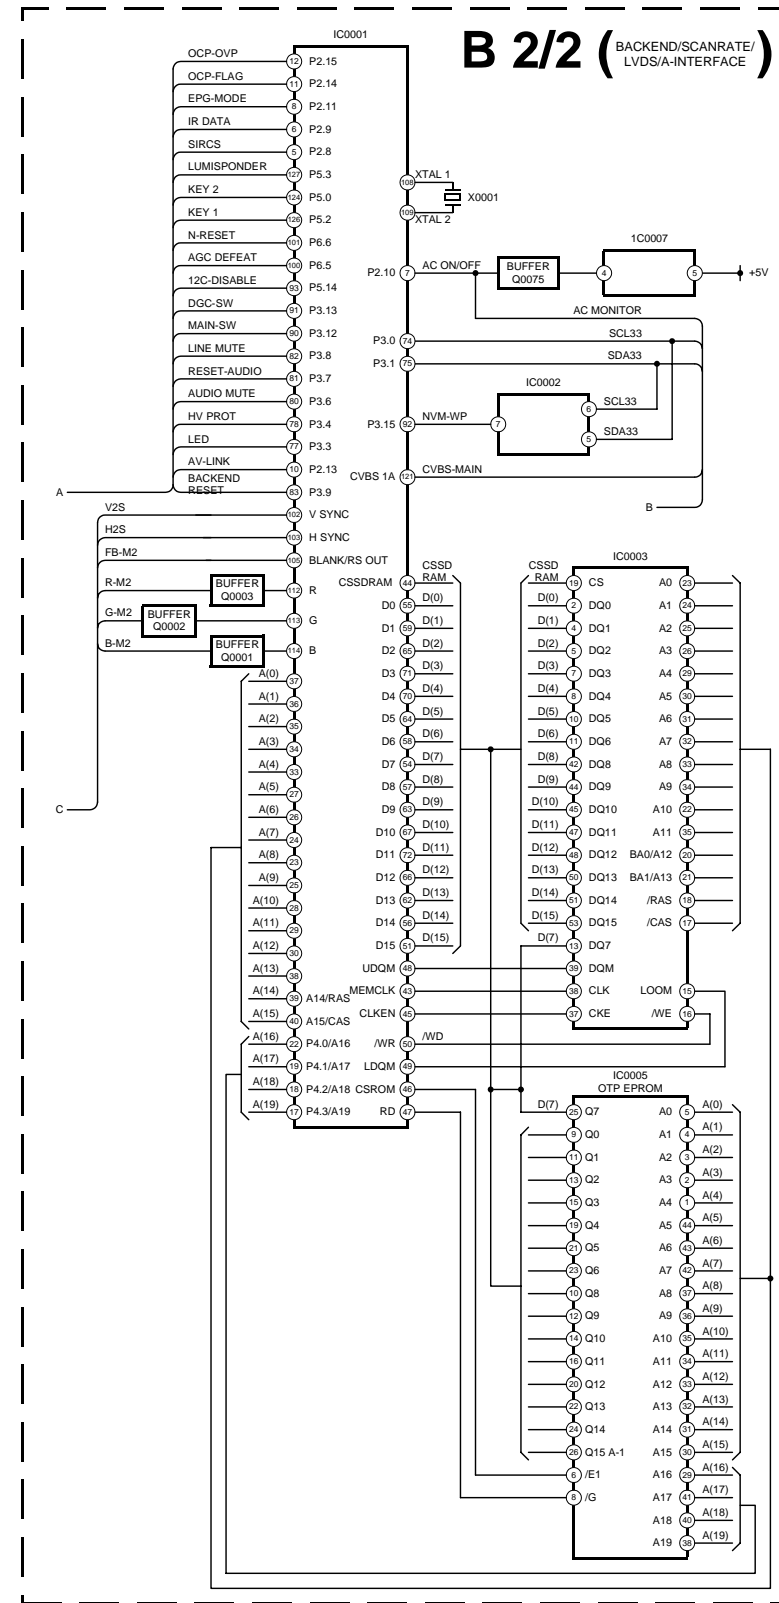 IC0001
B 2/2 (BACKEND/SCANRATE/
LVDS/A-INTERFACE)
OCP-OVP 12 P2.15
OCP-FLAG 11 P2.14
EPG-MODE 8 P2.11
IR DATA 6 P2.9
SIRCS 5 P2.8
LUMISPONDER 127 P5.3
KEY 2 124 P5.0
KEY 1 126 P5.2
N-RESET 101 P6.6
AGC DEFEAT 100 P6.5
12C-DISABLE 93 P5.14
DGC-SW 91 P3.13
MAIN-SW 90 P3.12
LINE MUTE 82 P3.8
RESET-AUDIO 81 P3.7
AUDIO MUTE 80 P3.6
HV PROT 78 P3.4
LED 77 P3.3
AV-LINK 10 P2.13
BACKEND
RESET 83 P3.9
A
V2S 102 V SYNC
H2S 103 H SYNC
FB-M2 105 BLANK/RS OUT
R-M2 BUFFER
Q0003 112 R
G-M2 BUFFER
Q0002 113 G
B-M2 BUFFER
Q0001 114 B
C
A(0) 37
A(1) 36
A(2) 35
A(3) 34
A(4) 33
A(5) 27
A(6) 26
A(7) 24
A(8) 23
A(9) 25
A(10) 28
A(11) 29
A(12) 30
A(13) 38
A(14) 39 A14/RAS
A(15) 40 A15/CAS
A(16) 22 P4.0/A16
A(17) 19 P4.1/A17
A(18) 18 P4.2/A18
A(19) 17 P4.3/A19
108 XTAL 1
X0001
109 XTAL 2
P2.10 7 AC ON/OFF
BUFFER
Q0075
1C0007
4 5 +5V
AC MONITOR
P3.0 74 SCL33
P3.1 75 SDA33
IC0002
6 SCL33
P3.15 92 NVM-WP 7
5 SDA33
CVBS 1A 121 CVBS-MAIN
B
CSSDRAM 44 CSSD
RAM
D0 55 D(0)
D1 59 D(1)
D2 65 D(2)
D3 71 D(3)
D4 70 D(4)
D5 64 D(5)
D6 58 D(6)
D7 54 D(7)
D8 57 D(8)
D9 63 D(9)
D10 67 D(10)
D11 72 D(11)
D12 66 D(12)
D13 62 D(13)
D14 56 D(14)
D15 51 D(15)
UDQM 48
MEMCLK 43
CLKEN 45
/WR 50 /WD
LDQM 49
CSROM 46
RD 47
IC0003
CSSD
RAM 19 CS A0 23
D(0) 2 DQ0 A1 24
D(1) 4 DQ1 A2 25
D(2) 5 DQ2 A3 26
D(3) 7 DQ3 A4 29
D(4) 8 DQ4 A5 30
D(5) 10 DQ5 A6 31
D(6) 11 DQ6 A7 32
D(8) 42 DQ8 A8 33
D(9) 44 DQ9 A9 34
D(10) 45 DQ10 A10 22
D(11) 47 DQ11 A11 35
D(12) 48 DQ12 BA0/A12 20
D(13) 50 DQ13 BA1/A13 21
D(14) 51 DQ14 /RAS 18
D(15) 53 DQ15 /CAS 17
D(7) 13 DQ7
39 DQM
38 CLK LOOM 15
37 CKE /WE 16
IC0005
OTP EPROM
D(7) 25 Q7 A0 5 A(0)
9 Q0 A1 4 A(1)
11 Q1 A2 3 A(2)
13 Q2 A3 2 A(3)
15 Q3 A4 1 A(4)
19 Q4 A5 44 A(5)
21 Q5 A6 43 A(6)
23 Q6 A7 42 A(7)
10 Q8 A8 37 A(8)
12 Q9 A9 36 A(9)
14 Q10 A10 35 A(10)
16 Q11 A11 34 A(11)
20 Q12 A12 33 A(12)
22 Q13 A13 32 A(13)
24 Q14 A14 31 A(14)
26 Q15 A-1 A15 30 A(15)
6 /E1 A16 29 A(16)
8 /G A17 41 A(17)
A18 40 A(18)
A19 38 A(19)